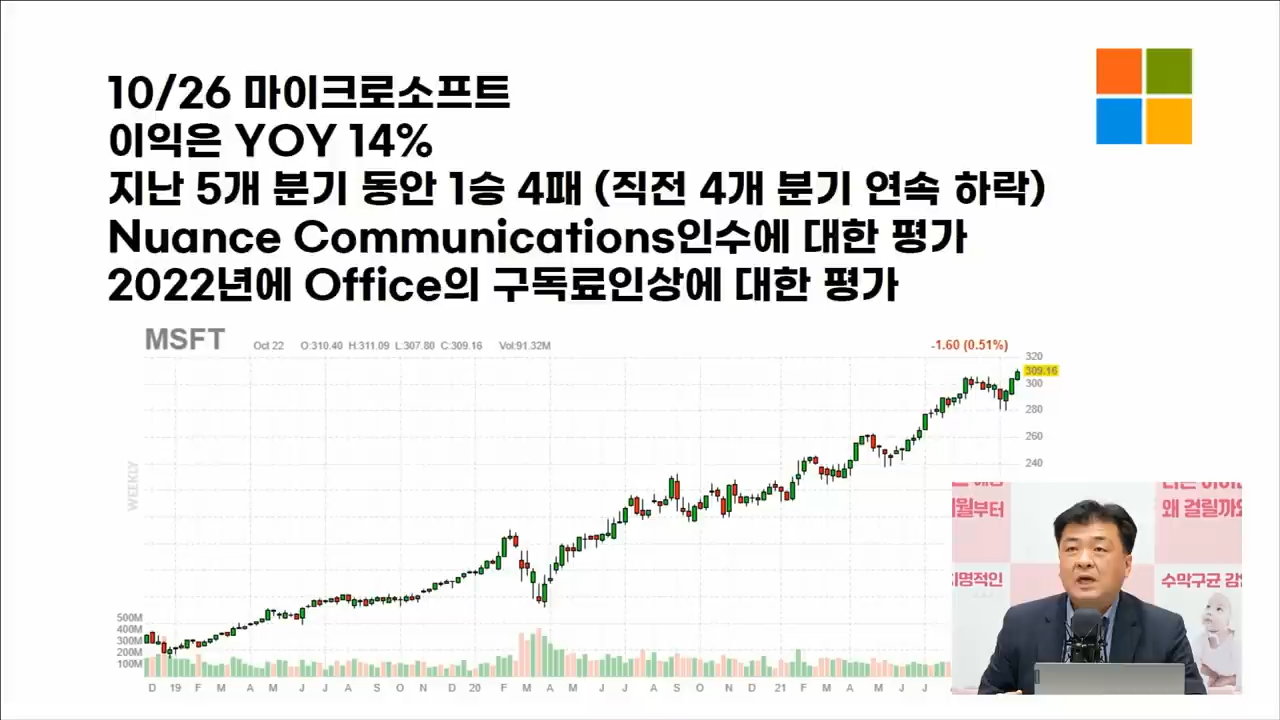 10/26 마이크로소프트
이익은 YOY 14%
지난 5개 분기 동안 1승 4패 (직전 4개 분기 연속 하락)
Nuance Communications인수에 대한 평가
2022년에 Office의 구독료인상에 대한 평가
MSFT Oct 22 O:310.40 H:311.09 L:307.80 C:309.16 Vol:91.32M
-1.60 (0.51%)
320
309.16
300
280
260
240
WEEKLY
500M
400M
300M
200M
100M
D 19 F M A M J J A S O N D 20 F M A M J J A S O N D 21 F M A M J J
월부터
왜 걸릴까요
치명적인
수막구균 감